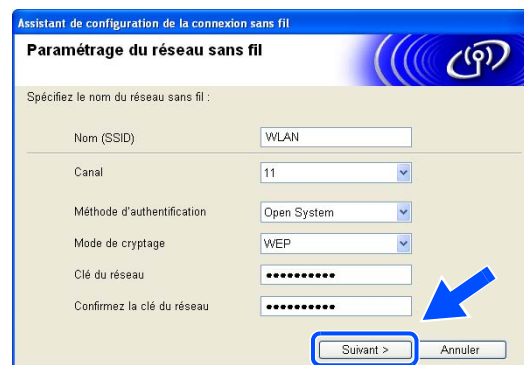 Assistant de configuration de la connexion sans fil
Paramétrage du réseau sans fil
Spécifiez le nom du réseau sans fil :
Nom (SSID) WLAN
Canal 11
Méthode d'authentification Open System
Mode de cryptage WEP
Clé du réseau ●●●●●●●●●●
Confirmez la clé du réseau ●●●●●●●●●●
Suivant > Annuler